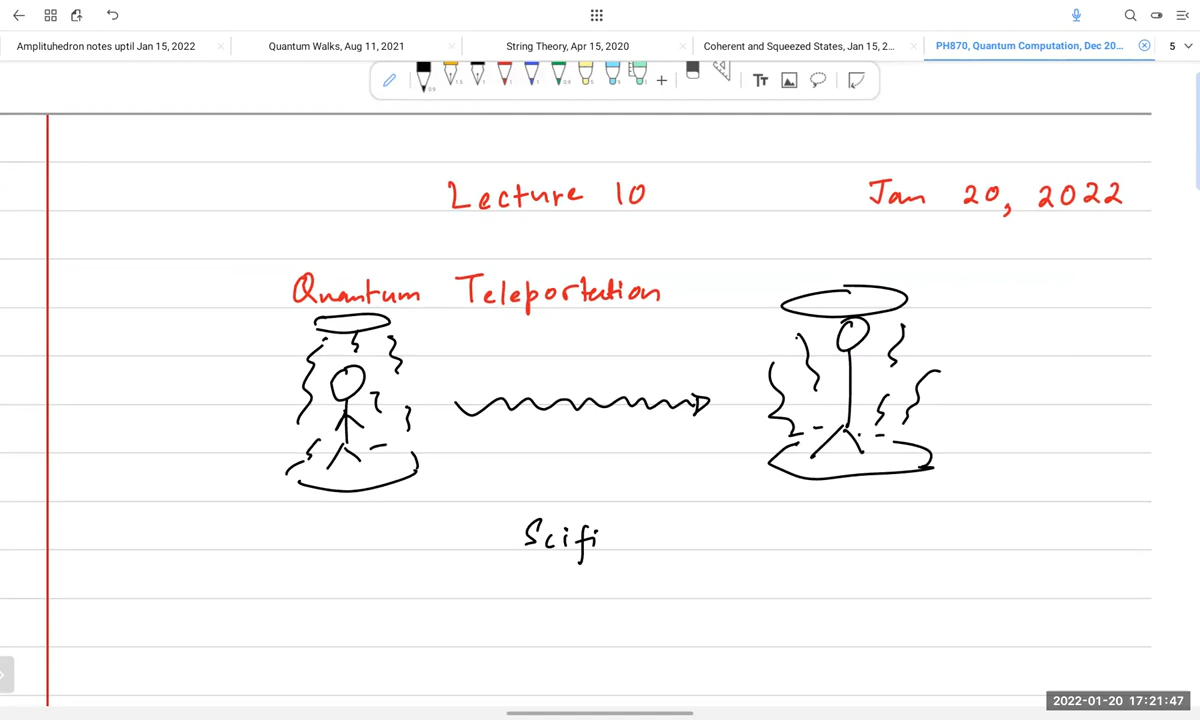 Amplituhedron notes uptil Jan 15, 2022
Quantum Walks, Aug 11, 2021
String Theory, Apr 15, 2020
Coherent and Squeezed States, Jan 15, 2...
PH870, Quantum Computation, Dec 20...
5
Tт
Lecture 10
Jan 20, 2022
Quantum Teleportation
Scifi
2022-01-20 17:21:47